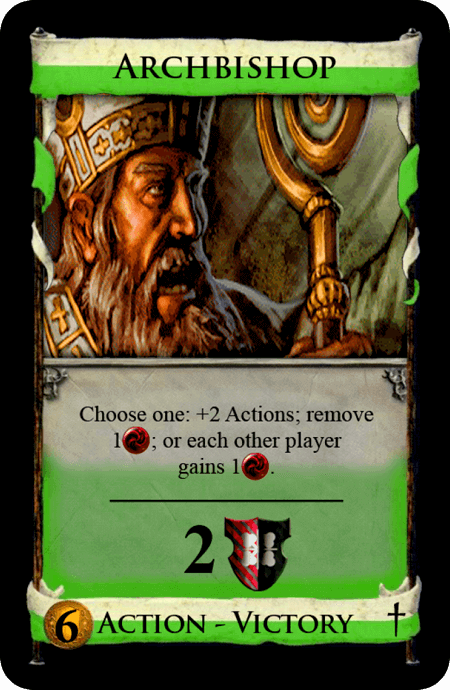 ARCHBISHOP
Choose one: +2 Actions; remove
1; or each other player
gains 1.
2
6 ACTION - VICTORY †